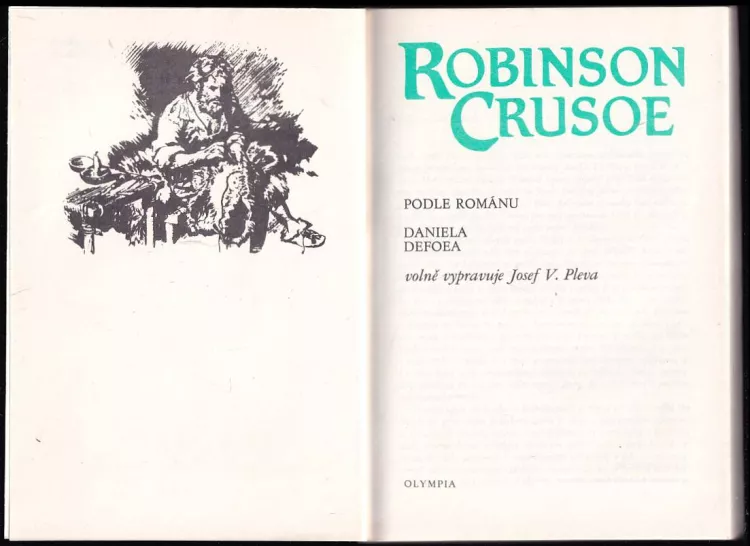 ROBINSON
CRUSOE
PODLE ROMÁNU
DANIELA
DEFOEA
volně vypravuje Josef V. Pleva
OLYMPIA